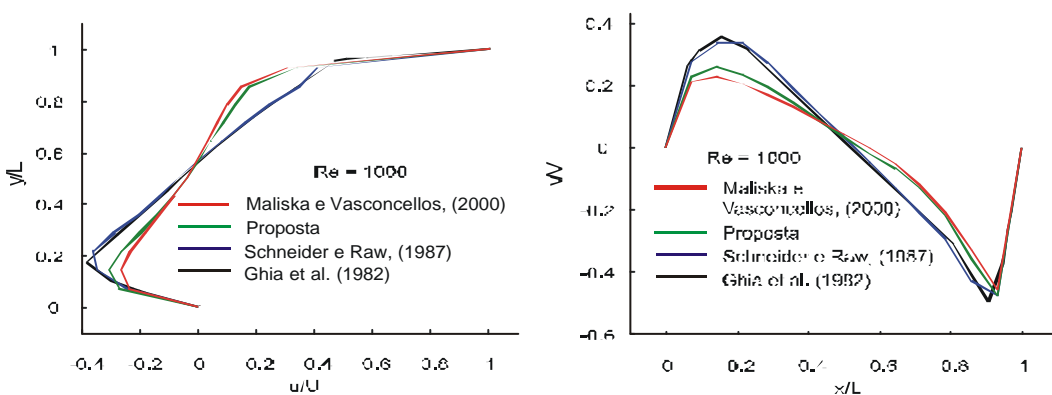 y/L
1
0.8
0.6
0.4
0.2
0
Re = 1000
Maliska e Vasconcellos, (2000)
Proposta
Schneider e Raw, (1987)
Ghia et al. (1982)
-0.4 -0.2 0 0.2 0.4 0.6 0.8 1
u/U
v/V
0.4
0.2
0
-0.2
-0.4
-0.6
Re = 1000
Maliska e
Vasconcellos, (2000)
Proposta
Schneider e Raw, (1987)
Ghia et al. (1982)
0 0.2 0.4 0.6 0.8 1
x/L